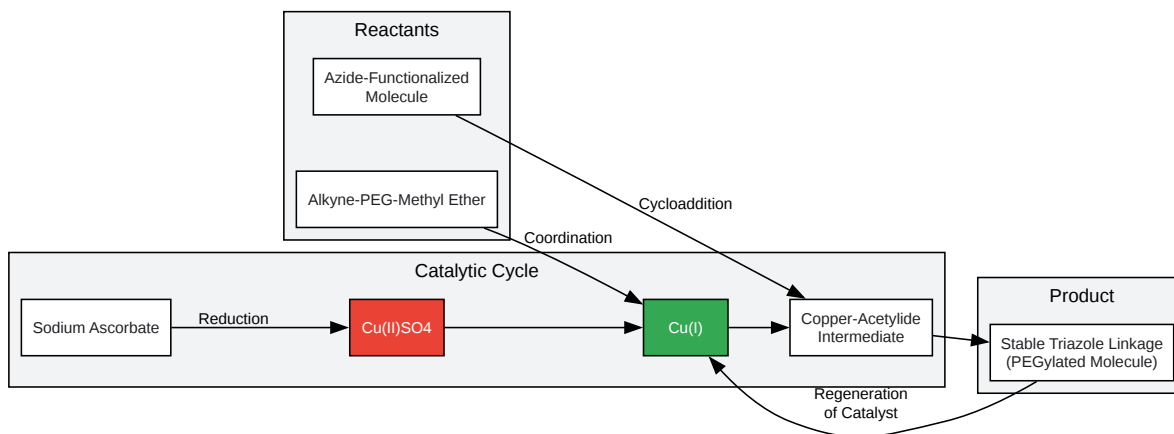 Reactants
Azide-Functionalized
Molecule
Alkyne-PEG-Methyl Ether
Cycloaddition
Coordination
Catalytic Cycle
Sodium Ascorbate
Reduction
Cu(II)SO4
Cu(I)
Copper-Acetylide
Intermediate
Product
Stable Triazole Linkage
(PEGylated Molecule)
Regeneration
of Catalyst